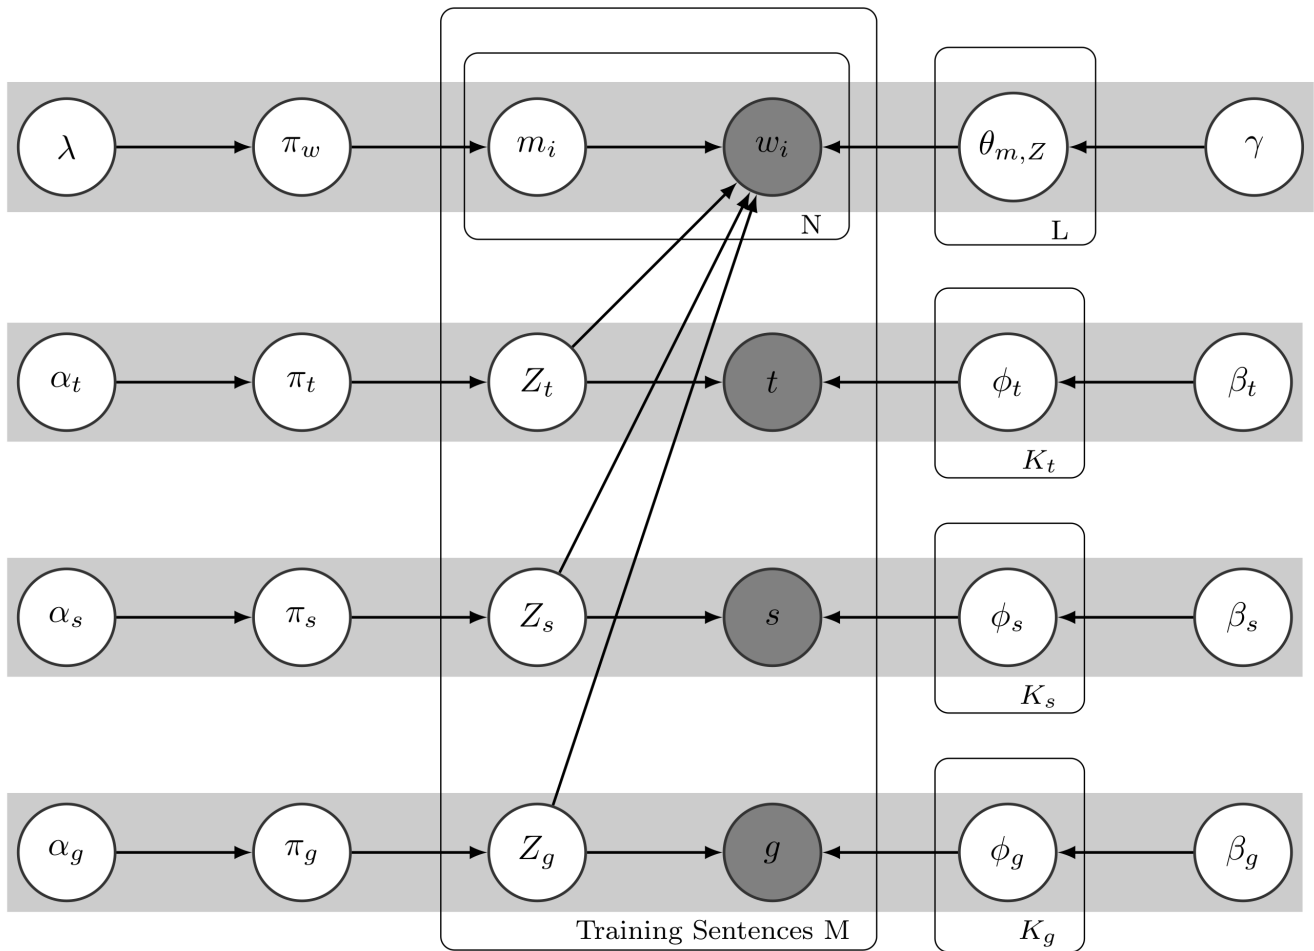 λ π_w m_i w_i θ_{m,Z} γ
N L
α_t π_t Z_t t ϕ_t β_t
K_t
α_s π_s Z_s s ϕ_s β_s
K_s
α_g π_g Z_g g ϕ_g β_g
Training Sentences M K_g